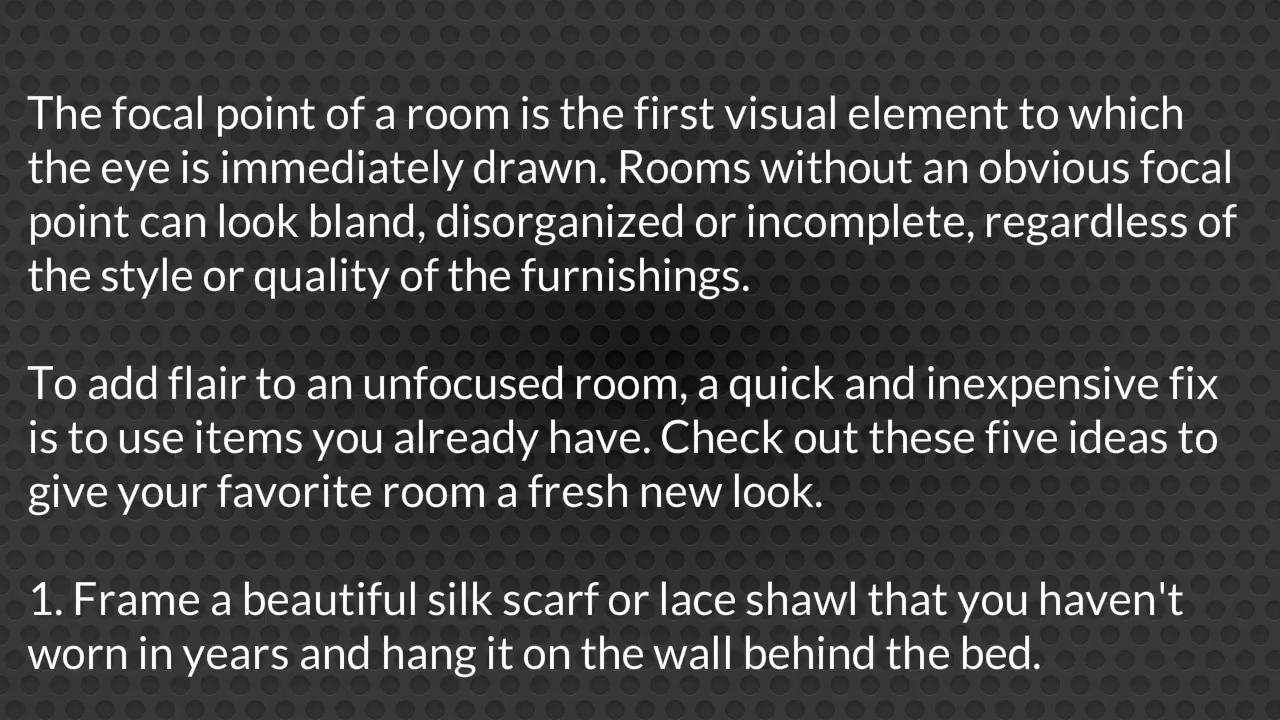 The focal point of a room is the first visual element to which
the eye is immediately drawn. Rooms without an obvious focal
point can look bland, disorganized or incomplete, regardless of
the style or quality of the furnishings.
To add flair to an unfocused room, a quick and inexpensive fix
is to use items you already have. Check out these five ideas to
give your favorite room a fresh new look.
1. Frame a beautiful silk scarf or lace shawl that you haven't
worn in years and hang it on the wall behind the bed.